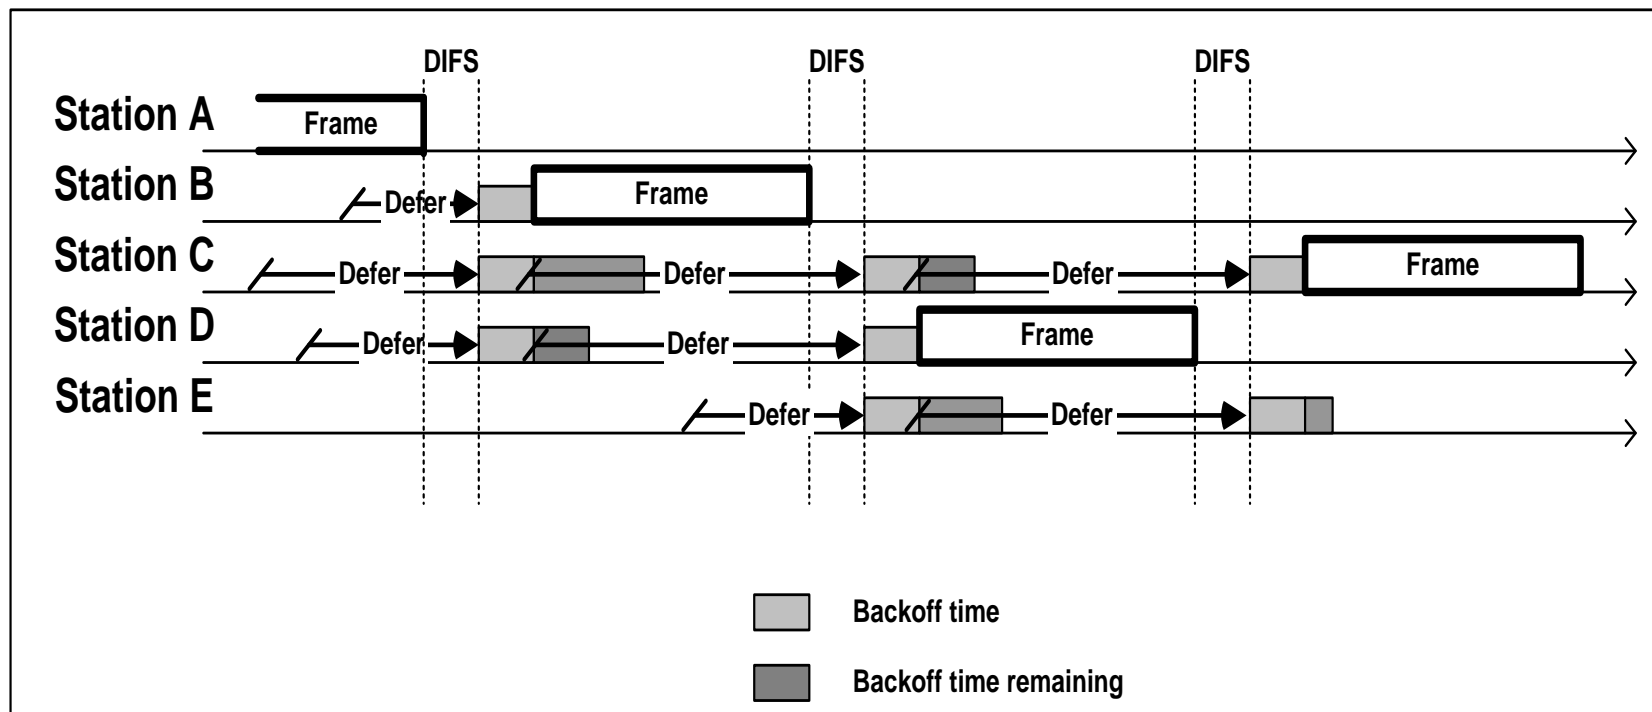 DIFS DIFS DIFS
Station A Frame
Station B Defer Frame
Station C Defer Defer Defer Frame
Station D Defer Defer Frame
Station E Defer Defer
Backoff time
Backoff time remaining